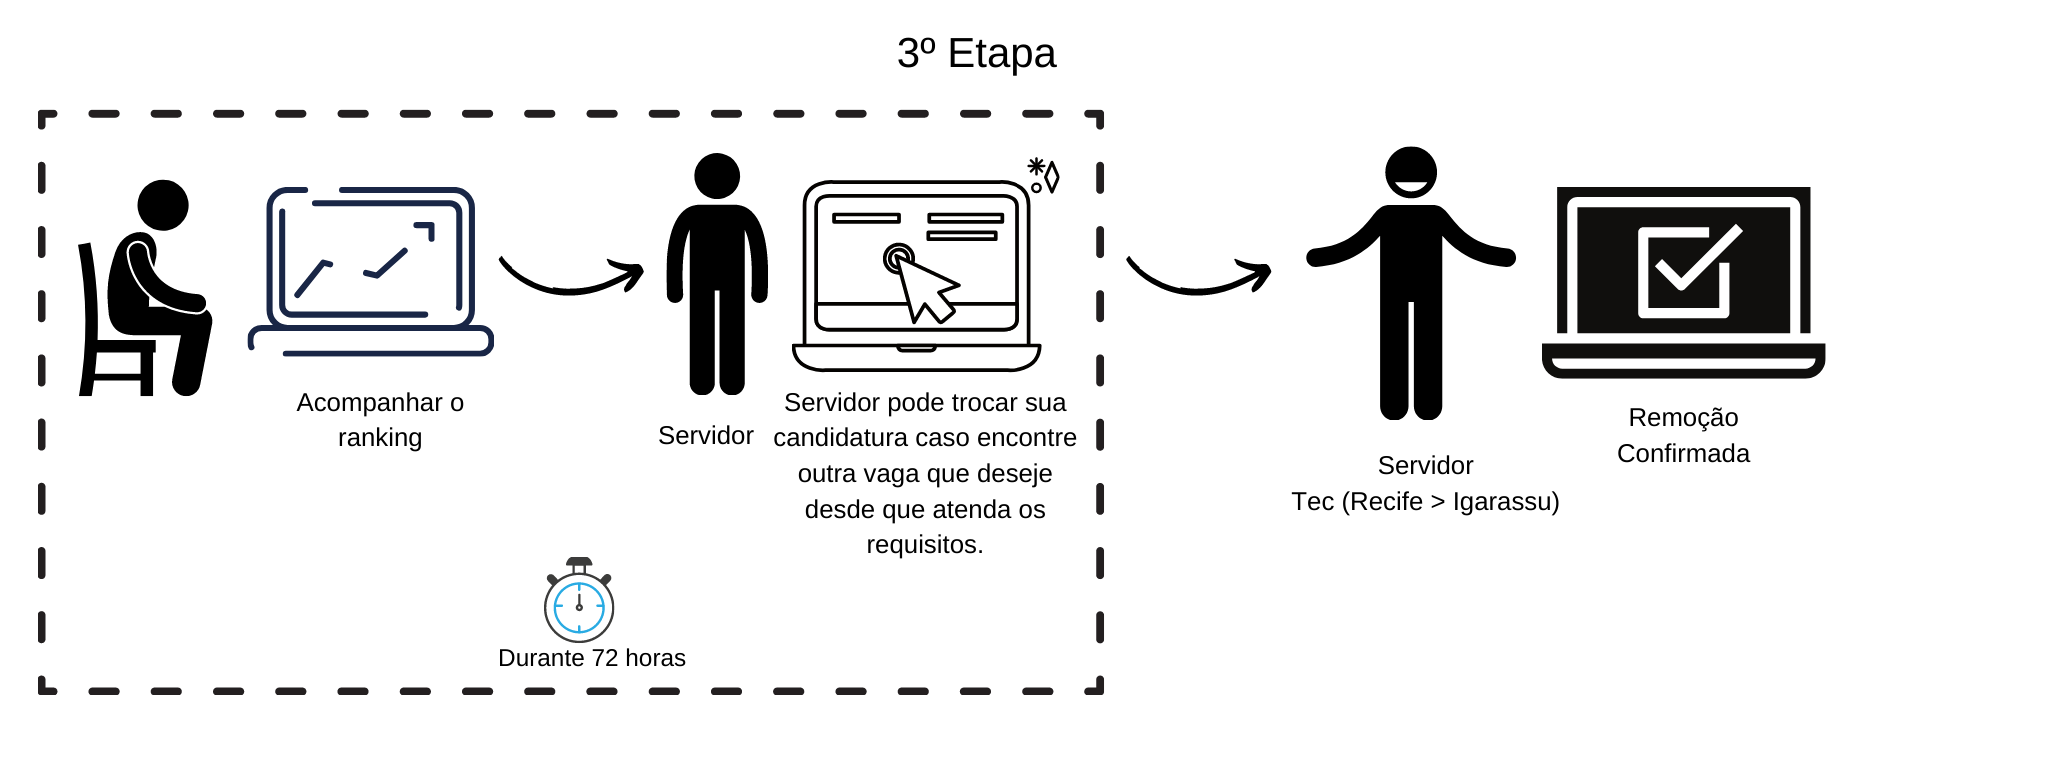 3º Etapa
Acompanhar o
ranking
Servidor
Servidor pode trocar sua
candidatura caso encontre
outra vaga que deseje
desde que atenda os
requisitos.
Durante 72 horas
Servidor
Tec (Recife > Igarassu)
Remoção
Confirmada